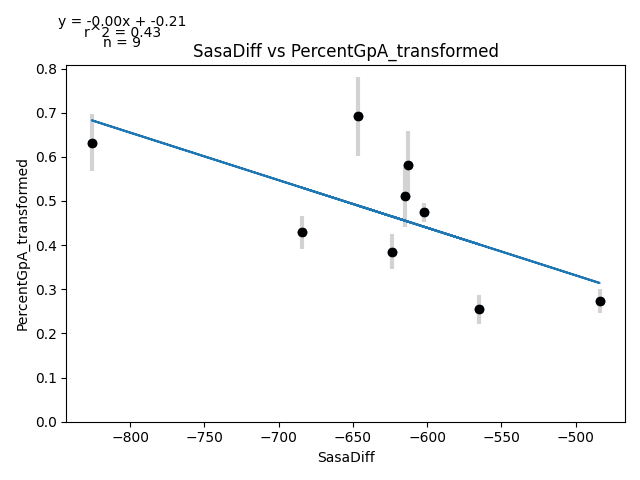 y = -0.00x + -0.21
r^2 = 0.43
n = 9
SasaDiff vs PercentGpA_transformed
PercentGpA_transformed
0.8
0.7
0.6
0.5
0.4
0.3
0.2
0.1
0.0
−800 −750 −700 −650 −600 −550 −500
SasaDiff